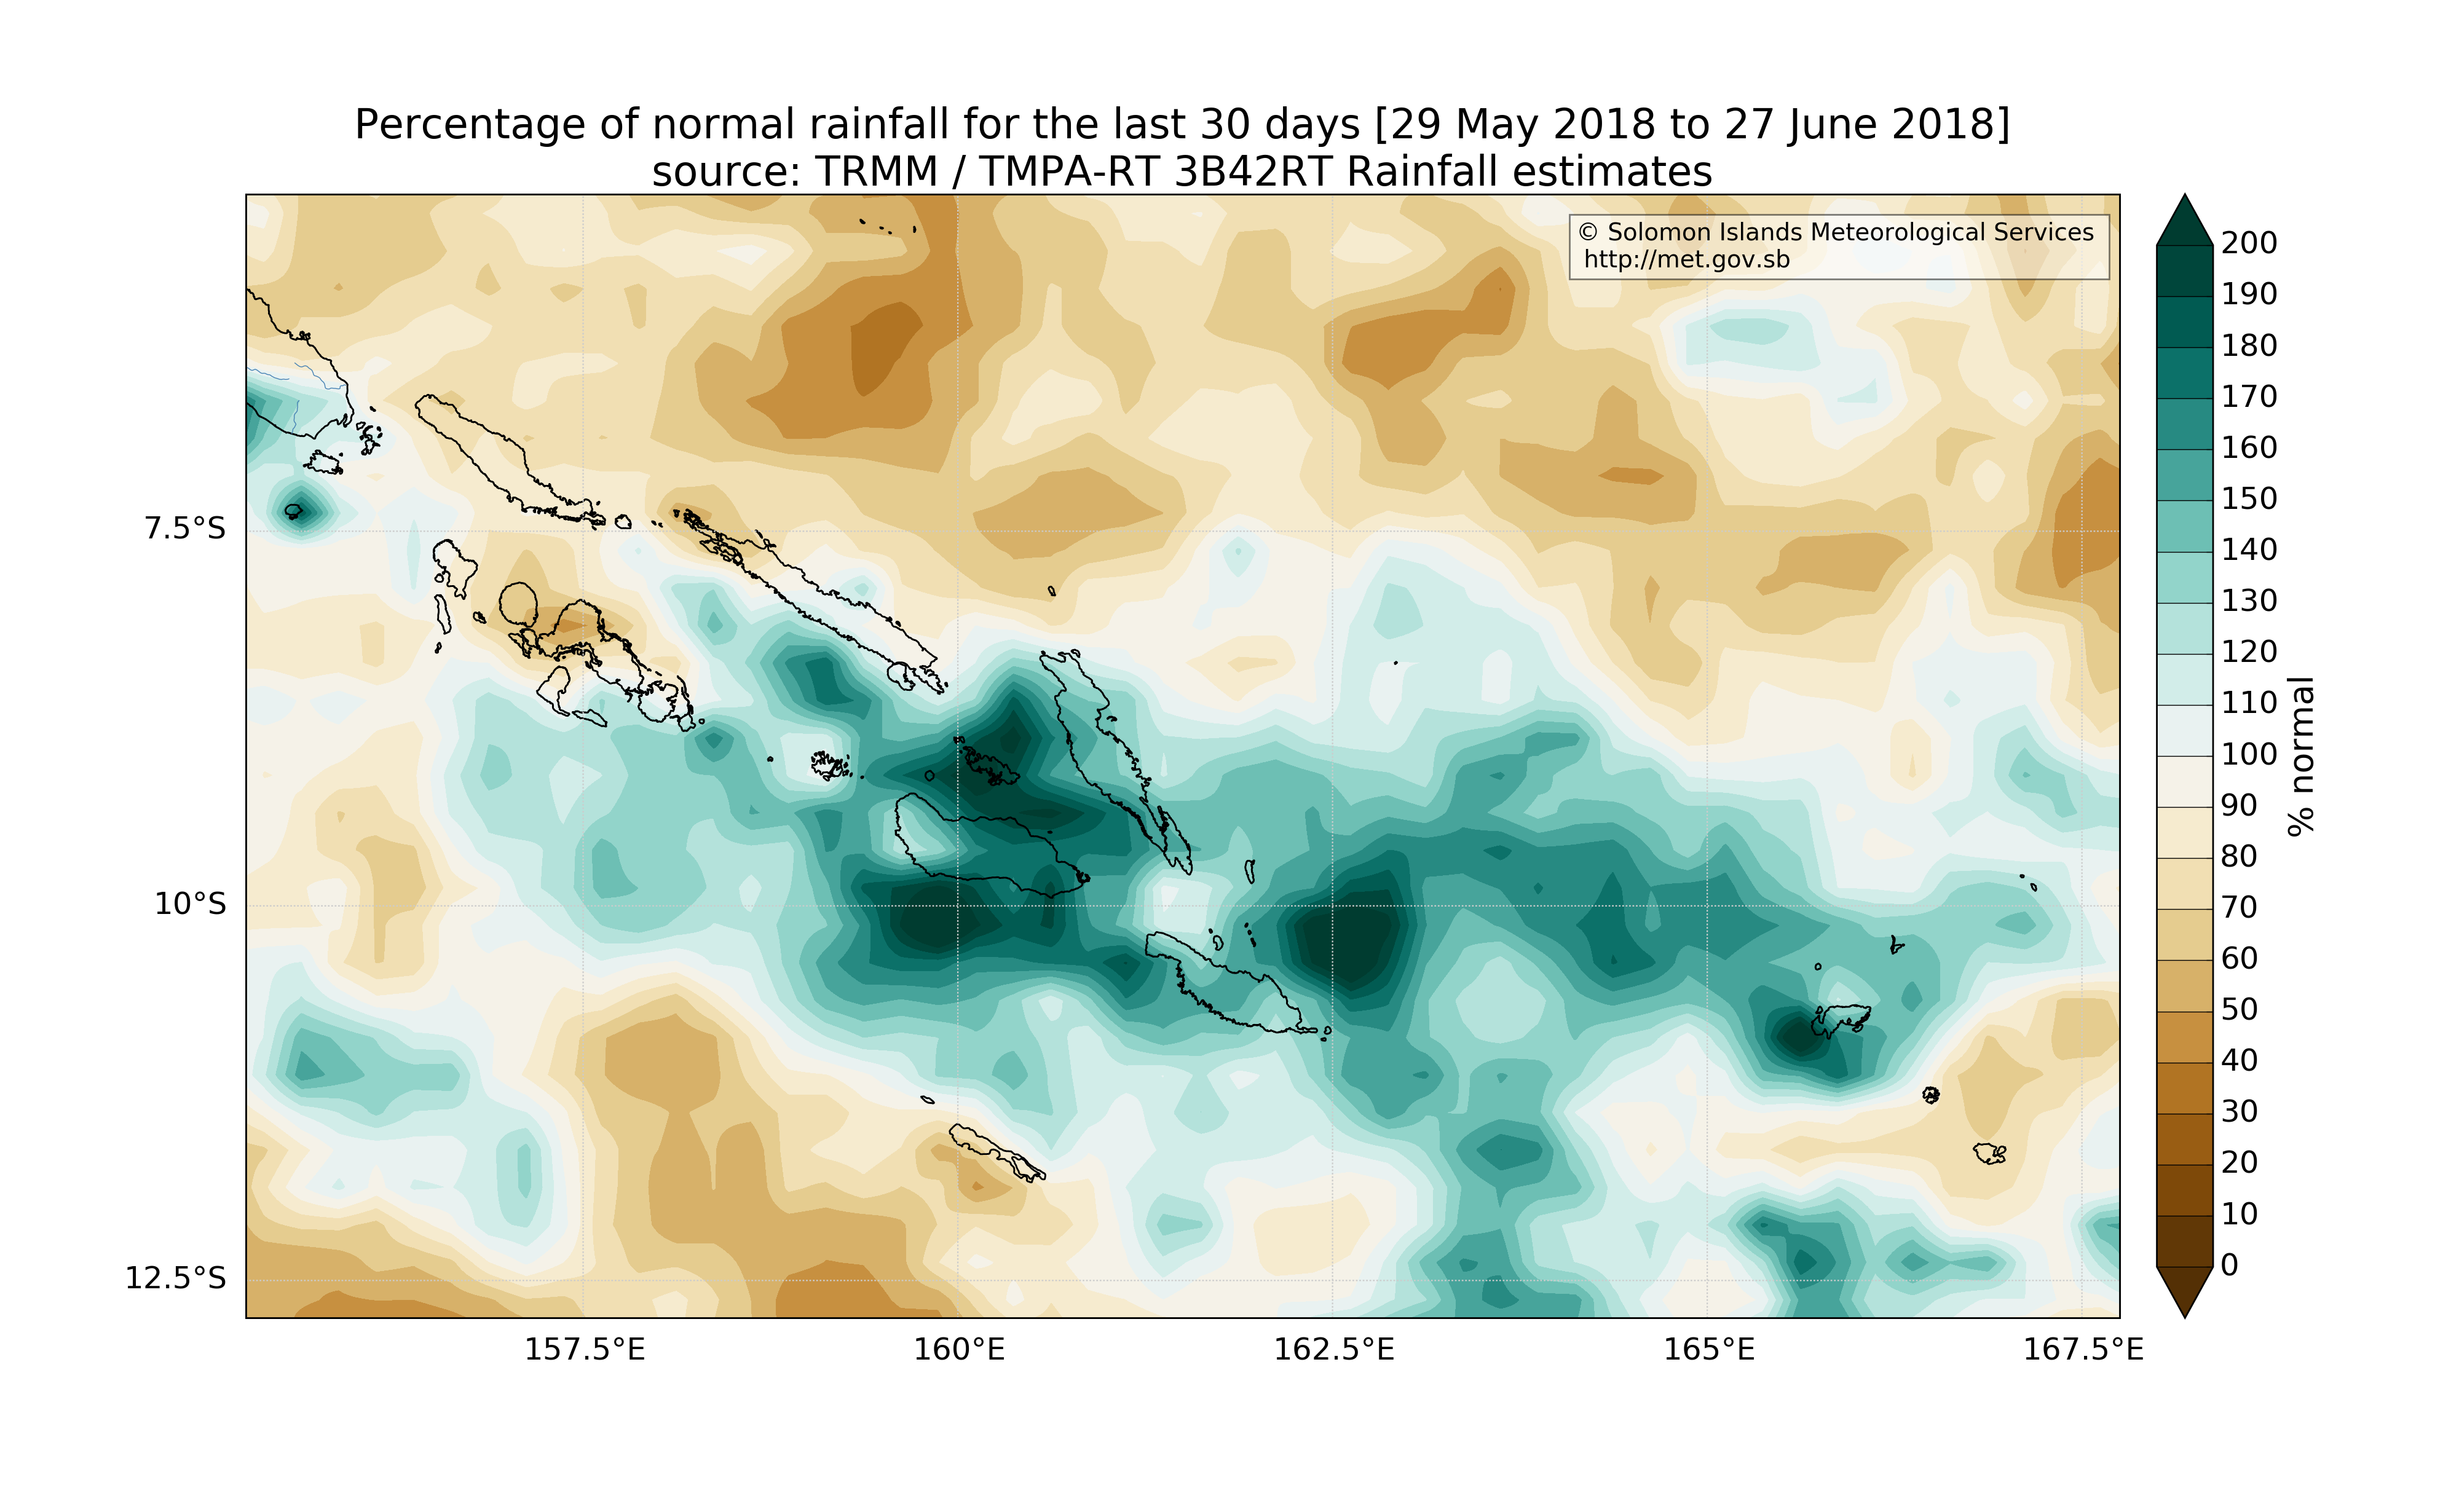 Percentage of normal rainfall for the last 30 days [29 May 2018 to 27 June 2018]
source: TRMM / TMPA-RT 3B42RT Rainfall estimates
© Solomon Islands Meteorological Services
http://met.gov.sb
7.5°S
10°S
12.5°S
157.5°E
160°E
162.5°E
165°E
167.5°E
200
190
180
170
160
150
140
130
120
110
100
90
80
70
60
50
40
30
20
10
0
% normal